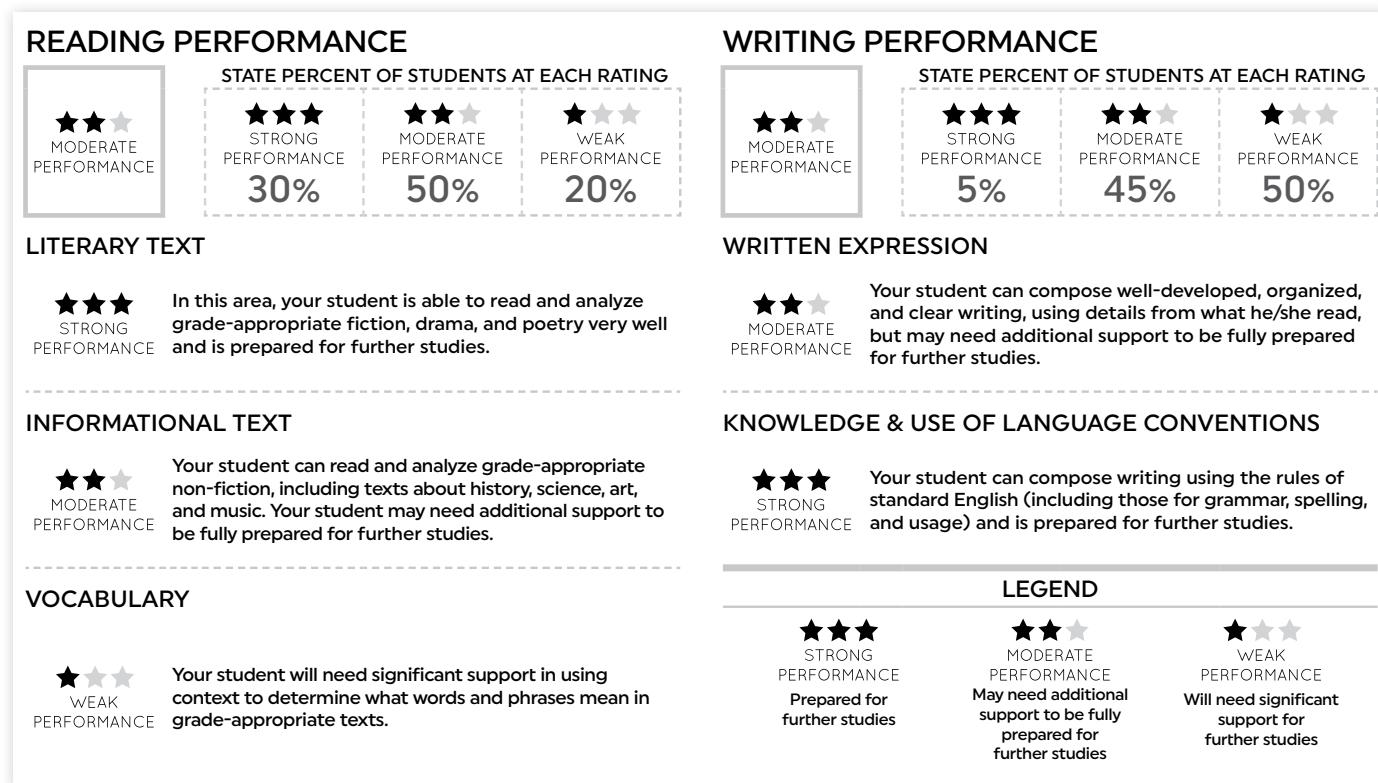 READING PERFORMANCE
MODERATE
PERFORMANCE
STATE PERCENT OF STUDENTS AT EACH RATING
STRONG
PERFORMANCE
30%
MODERATE
PERFORMANCE
50%
WEAK
PERFORMANCE
20%
LITERARY TEXT
STRONG
PERFORMANCE
In this area, your student is able to read and analyze
grade-appropriate fiction, drama, and poetry very well
and is prepared for further studies.
INFORMATIONAL TEXT
MODERATE
PERFORMANCE
Your student can read and analyze grade-appropriate
non-fiction, including texts about history, science, art,
and music. Your student may need additional support to
be fully prepared for further studies.
VOCABULARY
WEAK
PERFORMANCE
Your student will need significant support in using
context to determine what words and phrases mean in
grade-appropriate texts.
WRITING PERFORMANCE
MODERATE
PERFORMANCE
STATE PERCENT OF STUDENTS AT EACH RATING
STRONG
PERFORMANCE
5%
MODERATE
PERFORMANCE
45%
WEAK
PERFORMANCE
50%
WRITTEN EXPRESSION
MODERATE
PERFORMANCE
Your student can compose well-developed, organized,
and clear writing, using details from what he/she read,
but may need additional support to be fully prepared
for further studies.
KNOWLEDGE & USE OF LANGUAGE CONVENTIONS
STRONG
PERFORMANCE
Your student can compose writing using the rules of
standard English (including those for grammar, spelling,
and usage) and is prepared for further studies.
LEGEND
STRONG
PERFORMANCE
Prepared for
further studies
MODERATE
PERFORMANCE
May need additional
support to be fully
prepared for
further studies
WEAK
PERFORMANCE
Will need significant
support for
further studies